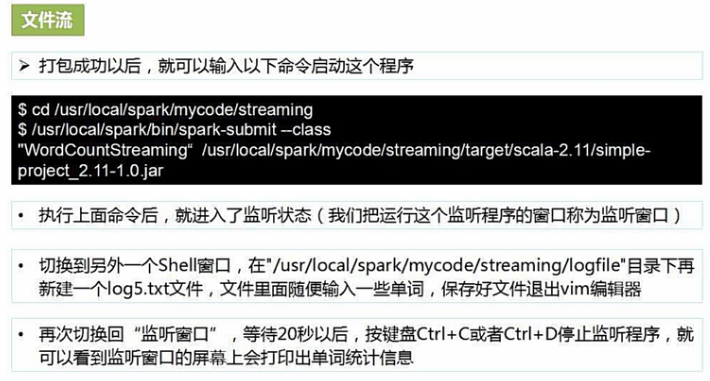 文件流
➢ 打包成功以后，就可以输入以下命令启动这个程序
$ cd /usr/local/spark/mycode/streaming
$ /usr/local/spark/bin/spark-submit --class
"WordCountStreaming“ /usr/local/spark/mycode/streaming/target/scala-2.11/simple-
project_2.11-1.0.jar
• 执行上面命令后，就进入了监听状态（我们把运行这个监听程序的窗口称为监听窗口）
• 切换到另外一个Shell窗口，在"/usr/local/spark/mycode/streaming/logfile"目录下再
新建一个log5.txt文件，文件里面随便输入一些单词，保存好文件退出vim编辑器
• 再次切换回“监听窗口”，等待20秒以后，按键盘Ctrl+C或者Ctrl+D停止监听程序，就
可以看到监听窗口的屏幕上会打印出单词统计信息